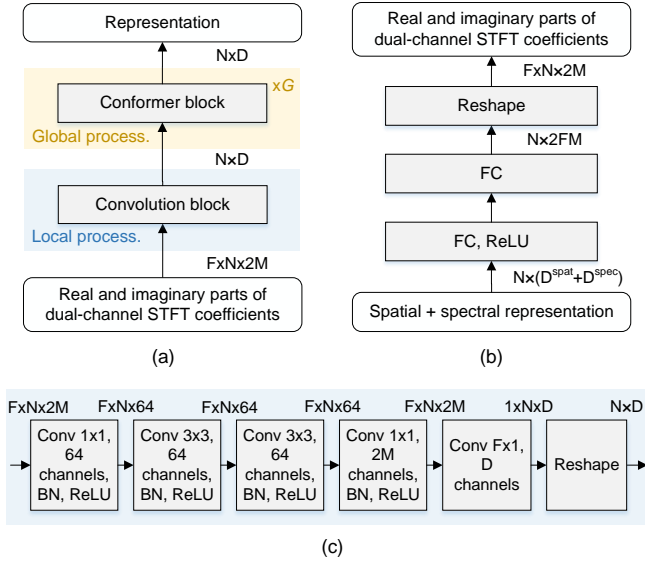 Representation
N×D
×G
Conformer block
Global process.
N×D
Convolution block
Local process.
F×N×2M
Real and imaginary parts of
dual-channel STFT coefficients
(a)
Real and imaginary parts of
dual-channel STFT coefficients
F×N×2M
Reshape
N×2FM
FC
FC, ReLU
N×(D^spat+D^spec)
Spatial + spectral representation
(b)
F×N×2M
F×N×64
F×N×64
F×N×64
F×N×2M
1×N×D
N×D
Conv 1x1,
64
channels,
BN, ReLU
Conv 3x3,
64
channels,
BN, ReLU
Conv 3x3,
64
channels,
BN, ReLU
Conv 1x1,
2M
channels,
BN, ReLU
Conv Fx1,
D
channels
Reshape
(c)